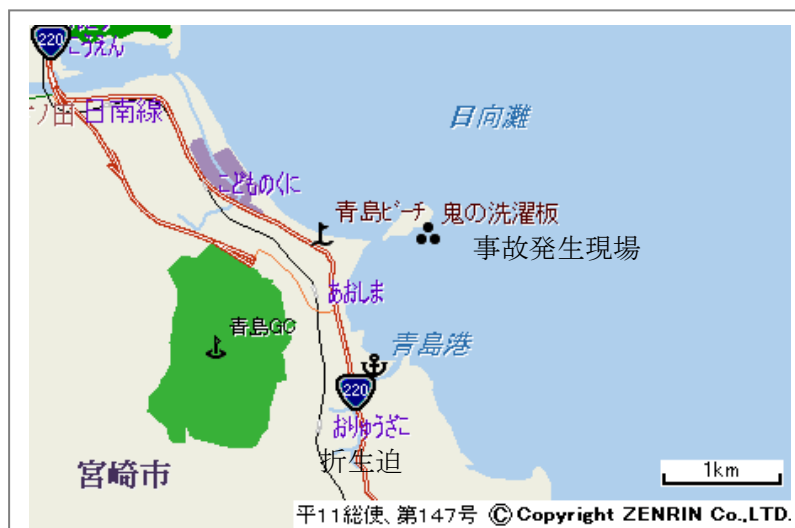 220
こうえん
ソ田
日南線
日向灘
こどものくに
青島ビーチ
鬼の洗濯板
事故発生現場
あおしま
青島GC
青島港
220
おりゅうざこ
折生迫
宮崎市
1km
平11総使、第147号 © Copyright ZENRIN Co.,LTD.